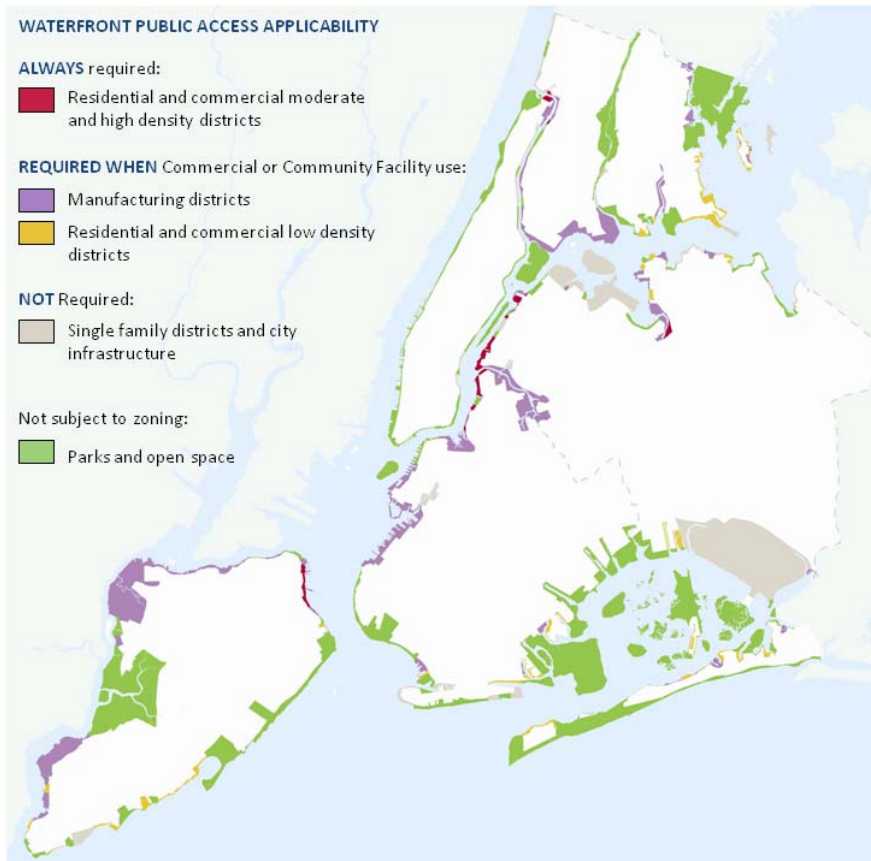 WATERFRONT PUBLIC ACCESS APPLICABILITY
ALWAYS required:
Residential and commercial moderate
and high density districts
REQUIRED WHEN Commercial or Community Facility use:
Manufacturing districts
Residential and commercial low density
districts
NOT Required:
Single family districts and city
infrastructure
Not subject to zoning:
Parks and open space